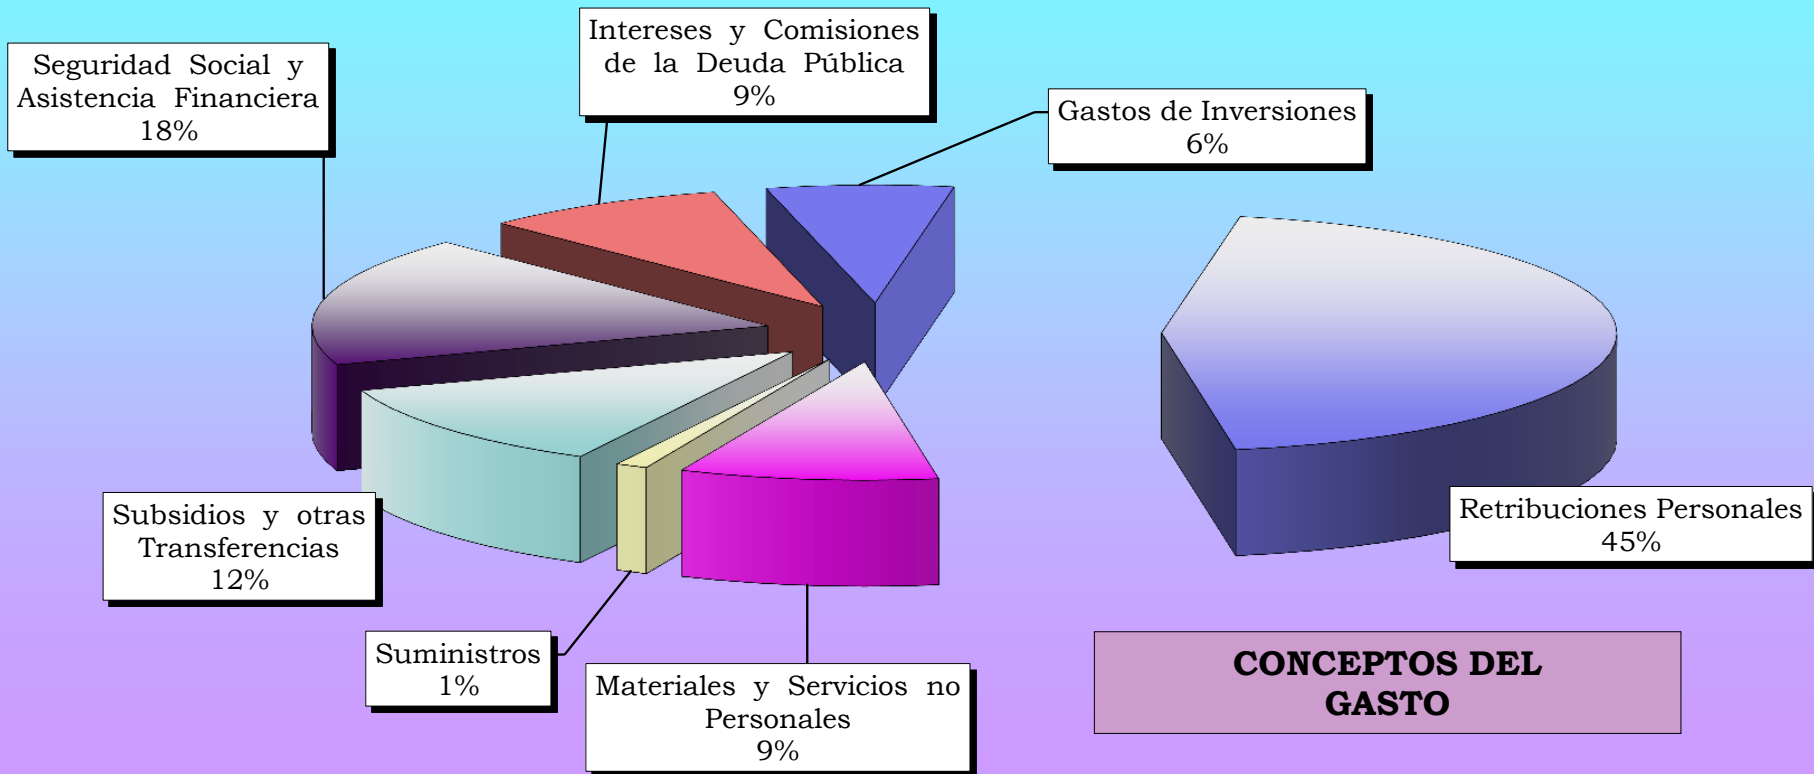 Intereses y Comisiones
de la Deuda Pública
9%
Seguridad Social y
Asistencia Financiera
18%
Gastos de Inversiones
6%
Retribuciones Personales
45%
Subsidios y otras
Transferencias
12%
Suministros
1%
Materiales y Servicios no
Personales
9%
CONCEPTOS DEL
GASTO